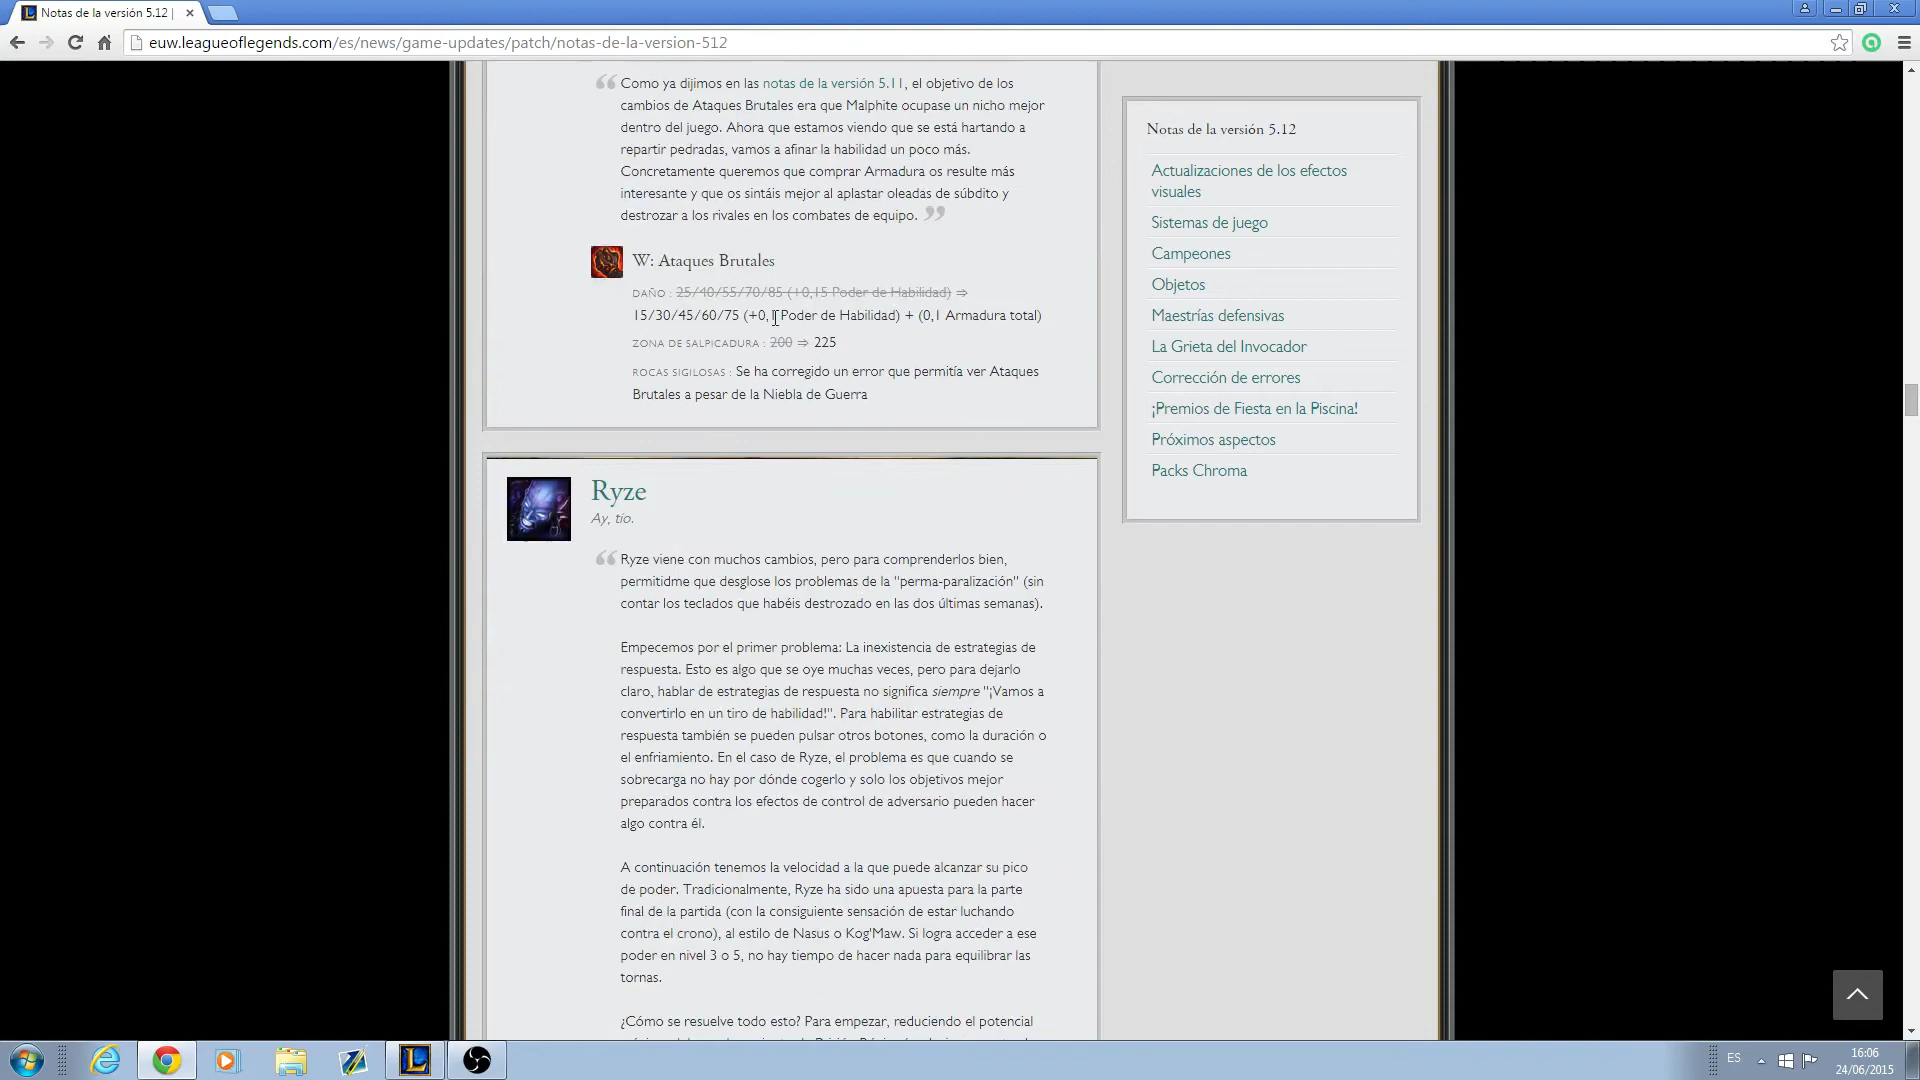 Notas de la versión 5.12 |
euw.leagueoflegends.com/es/news/game-updates/patch/notas-de-la-version-512
Como ya dijimos en las notas de la versión 5.11, el objetivo de los
cambios de Ataques Brutales era que Malphite ocupase un nicho mejor
dentro del juego. Ahora que estamos viendo que se está hartando a
repartir pedradas, vamos a afinar la habilidad un poco más.
Concretamente queremos que comprar Armadura os resulte más
interesante y que os sintáis mejor al aplastar oleadas de súbdito y
destrozar a los rivales en los combates de equipo.
W: Ataques Brutales
DAÑO : 25/40/55/70/85 (+0,15 Poder de Habilidad) ⇒
15/30/45/60/75 (+0,1 Poder de Habilidad) + (0,1 Armadura total)
ZONA DE SALPICADURA : 200 ⇒ 225
ROCAS SIGILOSAS : Se ha corregido un error que permitía ver Ataques
Brutales a pesar de la Niebla de Guerra
Ryze
Ay, tío.
Ryze viene con muchos cambios, pero para comprenderlos bien,
permitidme que desglose los problemas de la "perma-paralización" (sin
contar los teclados que habéis destrozado en las dos últimas semanas).
Empecemos por el primer problema: La inexistencia de estrategias de
respuesta. Esto es algo que se oye muchas veces, pero para dejarlo
claro, hablar de estrategias de respuesta no significa siempre "¡Vamos a
convertirlo en un tiro de habilidad!". Para habilitar estrategias de
respuesta también se pueden pulsar otros botones, como la duración o
el enfriamiento. En el caso de Ryze, el problema es que cuando se
sobrecarga no hay por dónde cogerlo y solo los objetivos mejor
preparados contra los efectos de control de adversario pueden hacer
algo contra él.
A continuación tenemos la velocidad a la que puede alcanzar su pico
de poder. Tradicionalmente, Ryze ha sido una apuesta para la parte
final de la partida (con la consiguiente sensación de estar luchando
contra el crono), al estilo de Nasus o Kog'Maw. Si logra acceder a ese
poder en nivel 3 o 5, no hay tiempo de hacer nada para equilibrar las
tornas.
¿Cómo se resuelve todo esto? Para empezar, reduciendo el potencial
Notas de la versión 5.12
Actualizaciones de los efectos
visuales
Sistemas de juego
Campeones
Objetos
Maestrías defensivas
La Grieta del Invocador
Corrección de errores
¡Premios de Fiesta en la Piscina!
Próximos aspectos
Packs Chroma
ES
16:06
24/06/2015